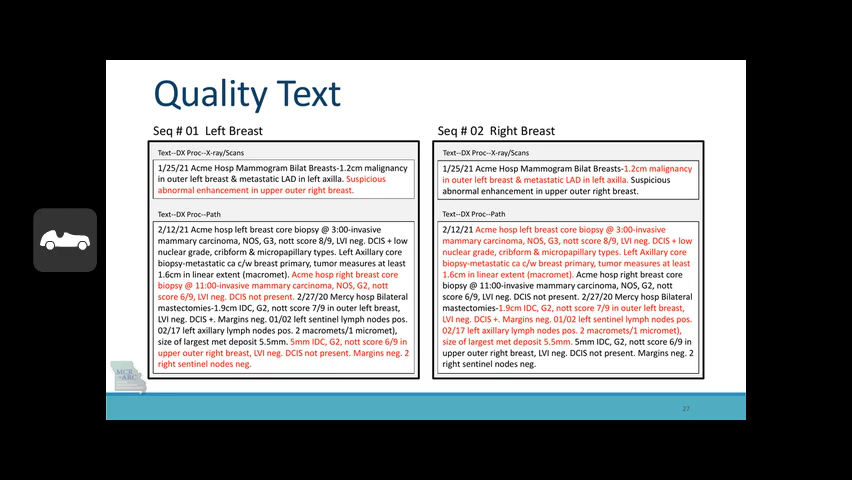 Quality Text
Seq # 01 Left Breast
Text--DX Proc--X-ray/Scans
1/25/21 Acme Hosp Mammogram Bilat Breasts-1.2cm malignancy
in outer left breast & metastatic LAD in left axilla. Suspicious
abnormal enhancement in upper outer right breast.
Text--DX Proc--Path
2/12/21 Acme hosp left breast core biopsy @ 3:00-invasive
mammary carcinoma, NOS, G3, nott score 8/9, LVI neg. DCIS + low
nuclear grade, cribform & micropapillary types. Left Axillary core
biopsy-metastatic ca c/w breast primary, tumor measures at least
1.6cm in linear extent (macromet). Acme hosp right breast core
biopsy @ 11:00-invasive mammary carcinoma, NOS, G2, nott
score 6/9, LVI neg. DCIS not present. 2/27/20 Mercy hosp Bilateral
mastectomies-1.9cm IDC, G2, nott score 7/9 in outer left breast,
LVI neg, DCIS +. Margins neg. 01/02 left sentinel lymph nodes pos.
02/17 left axillary lymph nodes pos. 2 macromets/1 micromet),
size of largest met deposit 5.5mm. 5mm IDC, G2, nott score 6/9 in
upper outer right breast, LVI neg. DCIS not present. Margins neg. 2
right sentinel nodes neg.
Seq # 02 Right Breast
Text--DX Proc--X-ray/Scans
1/25/21 Acme Hosp Mammogram Bilat Breasts-1.2cm malignancy
in outer left breast & metastatic LAD in left axilla. Suspicious
abnormal enhancement in upper outer right breast.
Text--DX Proc--Path
2/12/21 Acme hosp left breast core biopsy @ 3:00-invasive
mammary carcinoma, NOS, G3, nott score 8/9, LVI neg. DCIS + low
nuclear grade, cribform & micropapillary types. Left Axillary core
biopsy-metastatic ca c/w breast primary, tumor measures at least
1.6cm in linear extent (macromet). Acme hosp right breast core
biopsy @ 11:00-invasive mammary carcinoma, NOS, G2, nott
score 6/9, LVI neg. DCIS not present. 2/27/20 Mercy hosp Bilateral
mastectomies-1.9cm IDC, G2, nott score 7/9 in outer left breast,
LVI neg, DCIS +. Margins neg. 01/02 left sentinel lymph nodes pos.
02/17 left axillary lymph nodes pos. 2 macromets/1micromet),
size of largest met deposit 5.5mm. 5mm IDC, G2, nott score 6/9 in
upper outer right breast, LVI neg. DCIS not present. Margins neg. 2
right sentinel nodes neg.
MCR
ARC
27